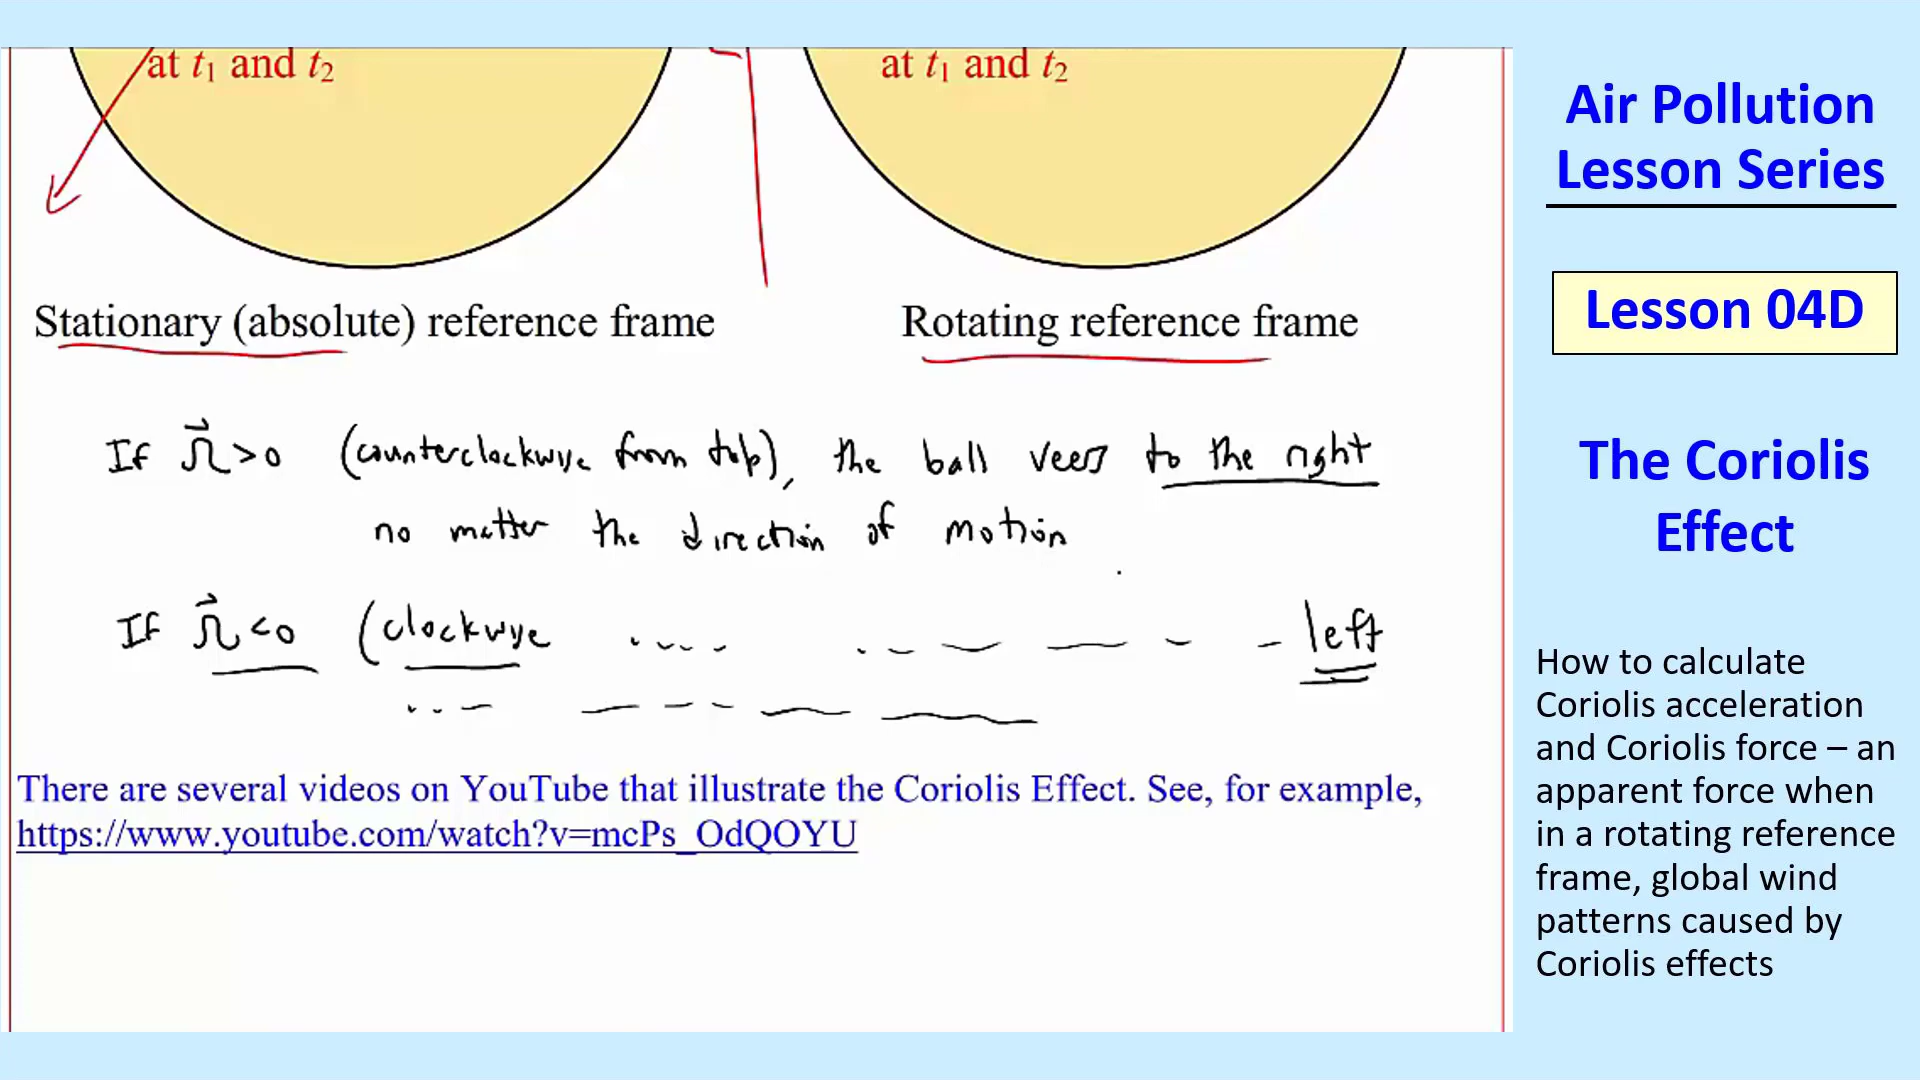 at t₁ and t₂
at t₁ and t₂
Stationary (absolute) reference frame
Rotating reference frame
If Ω⃗ > 0 (counterclockwise from top), the ball veers to the right
no matter the direction of motion
If Ω⃗ < 0 (clockwise left
There are several videos on YouTube that illustrate the Coriolis Effect. See, for example,
https://www.youtube.com/watch?v=mcPs_OdQOYU
Air Pollution
Lesson Series
Lesson 04D
The Coriolis
Effect
How to calculate
Coriolis acceleration
and Coriolis force – an
apparent force when
in a rotating reference
frame, global wind
patterns caused by
Coriolis effects